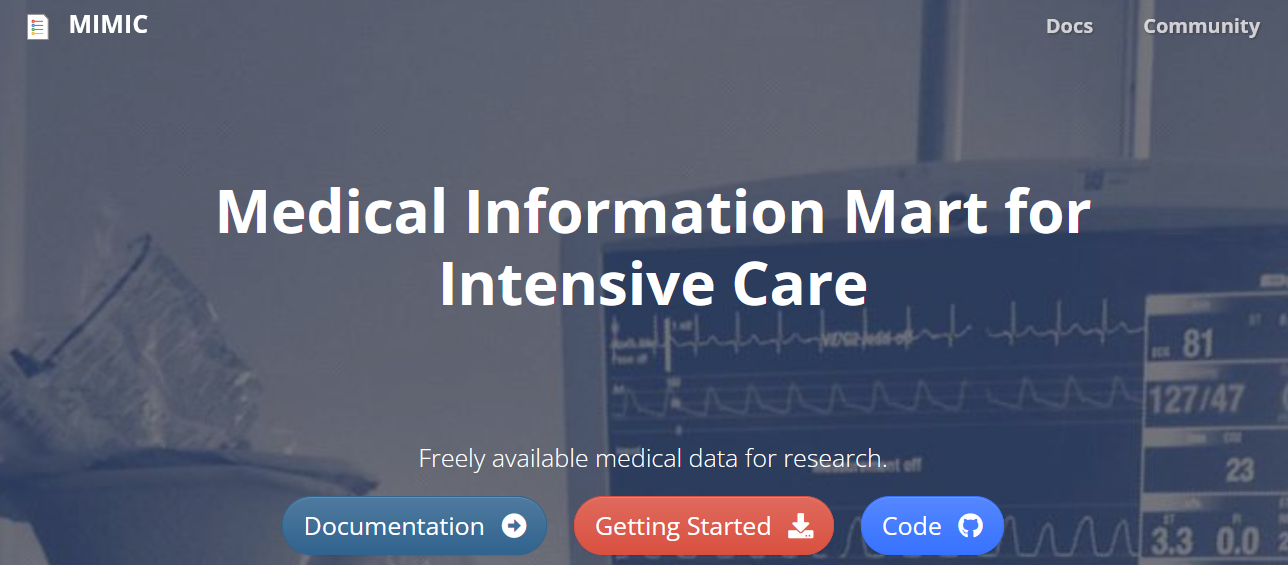 MIMIC
Docs
Community
Medical Information Mart for
Intensive Care
81
127/47
23
3.3 0.0
Freely available medical data for research.
Documentation
Getting Started
Code